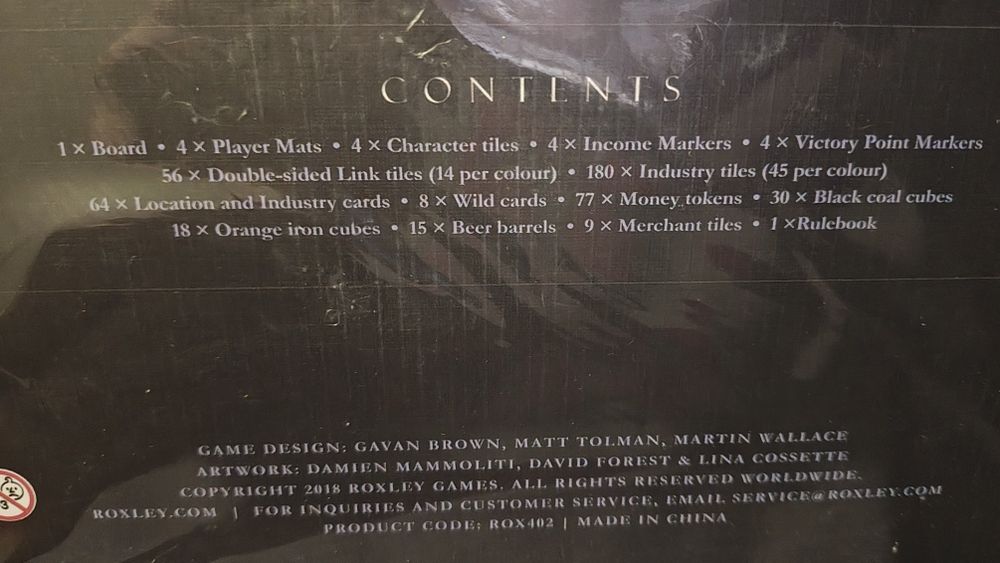 CONTENTS
1 × Board • 4 × Player Mats • 4 × Character tiles • 4 × Income Markers • 4 × Victory Point Markers
56 × Double-sided Link tiles (14 per colour) • 180 × Industry tiles (45 per colour)
64 × Location and Industry cards • 8 × Wild cards • 77 × Money tokens • 30 × Black coal cubes
18 × Orange iron cubes • 15 × Beer barrels • 9 × Merchant tiles • 1 ×Rulebook
GAME DESIGN: GAVAN BROWN, MATT TOLMAN, MARTIN WALLACE
ARTWORK: DAMIEN MAMMOLITI, DAVID FOREST & LINA COSSETTE
COPYRIGHT 2018 ROXLEY GAMES. ALL RIGHTS RESERVED WORLDWIDE.
ROXLEY.COM | FOR INQUIRIES AND CUSTOMER SERVICE, EMAIL SERVICE@ROXLEY.COM
PRODUCT CODE: ROX402 | MADE IN CHINA